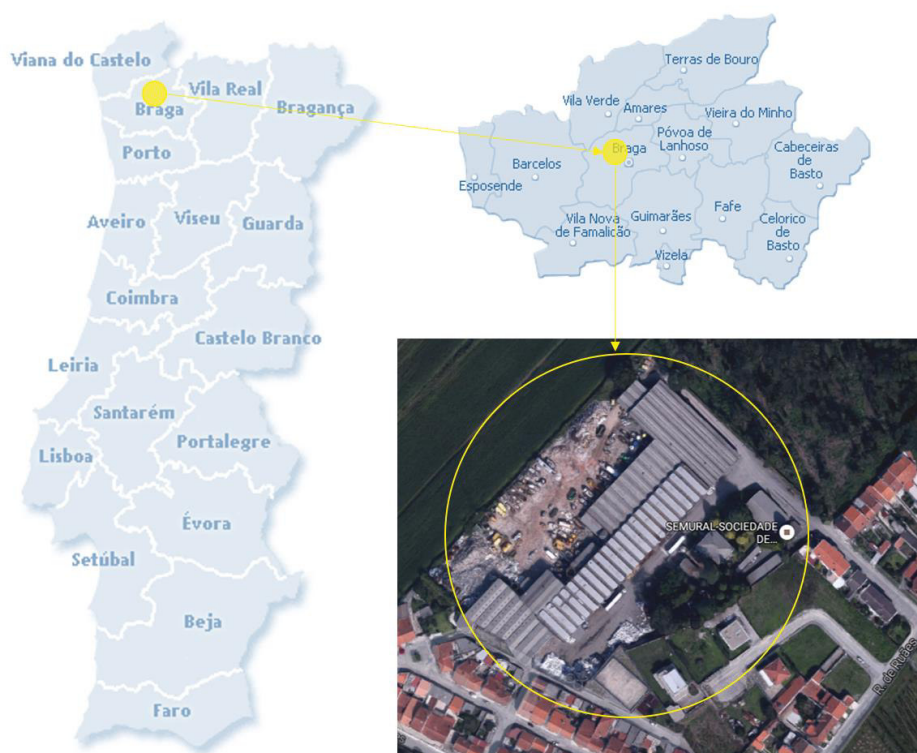 Viana do Castelo
Vila Real
Bragança
Braga
Porto
Aveiro
Viseu
Guarda
Coimbra
Castelo Branco
Leiria
Santarém
Portalegre
Lisboa
Évora
Setúbal
Beja
Faro
Terras de Bouro
Vila Verde
Amares
Vieira do Minho
Póvoa de
Lanhoso
Braga
Cabeceiras
de
Basto
Barcelos
Esposende
Vila Nova
de Famalicão
Guimarães
Fafe
Celorico
de
Basto
Vizela
SEMURAL-SOCIEDADE
DE...
R. de Ruães